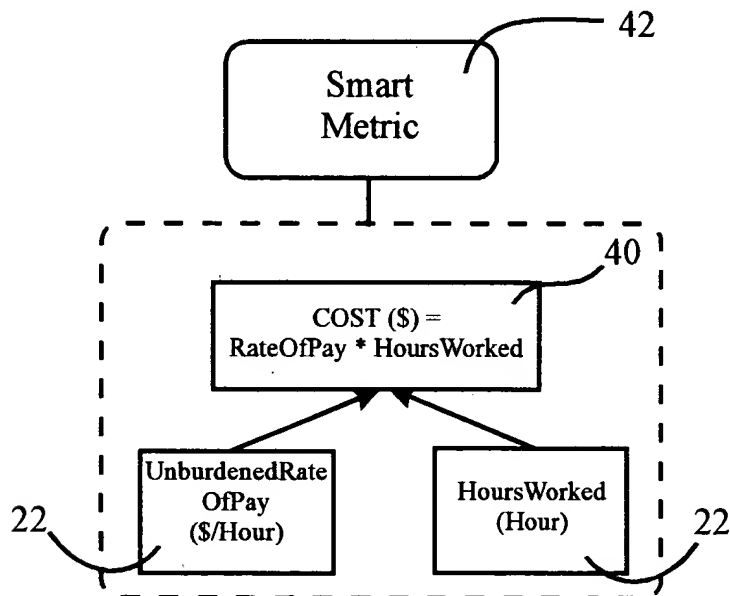 42
Smart
Metric
40
COST ($) =
RateOfPay * HoursWorked
UnburdenedRate
OfPay
($/Hour)
HoursWorked
(Hour)
22
22